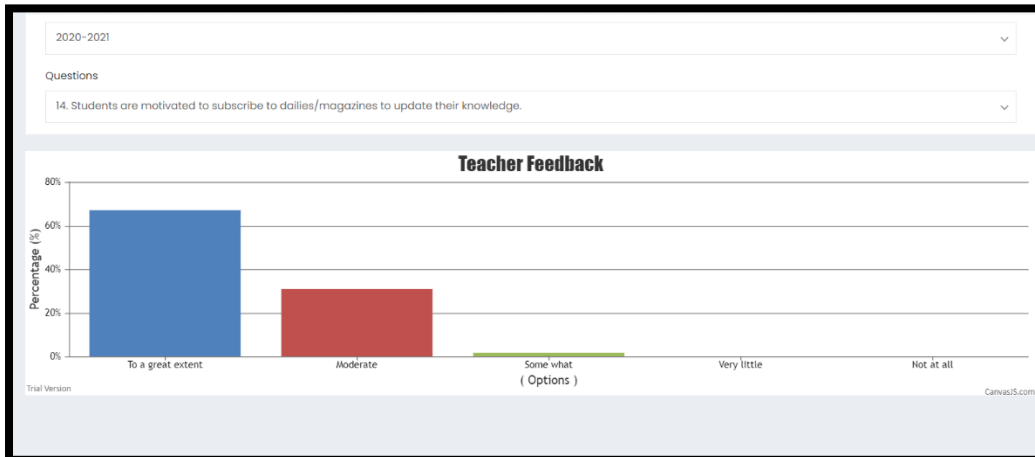 2020-2021
Questions
14. Students are motivated to subscribe to dailies/magazines to update their knowledge.
Teacher Feedback
80%
60%
40%
20%
0%
Percentage (%)
To a great extent Moderate Some what Very little Not at all
( Options )
Trial Version CanvasJS.com